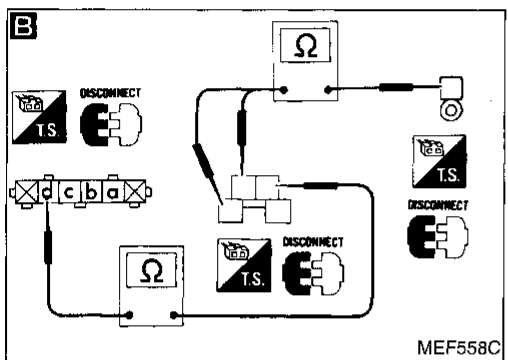 B
Ω
DISCONNECT
T.S.
T.S.
d c b a
DISCONNECT
DISCONNECT
T.S.
Ω
MEF558C